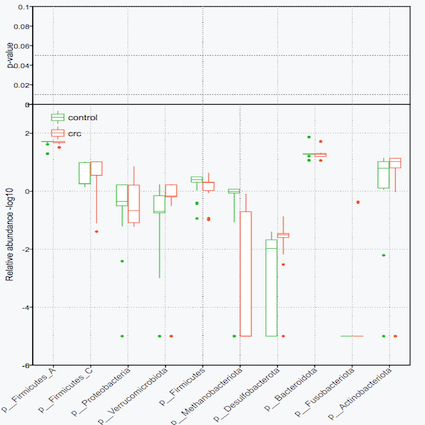 0.1
0.08
0.06
0.04
0.02
0
p-value
control
crc
2
0
-2
-4
-6
Relative abundance -log10
p__Firmicutes_A
p__Firmicutes_C
p__Proteobacteria
p__Verrucomicrobiota
p__Firmicutes
p__Methanobacteriota
p__Desulfobacterota
p__Bacteroidota
p__Fusobacteriota
p__Actinobacteriota